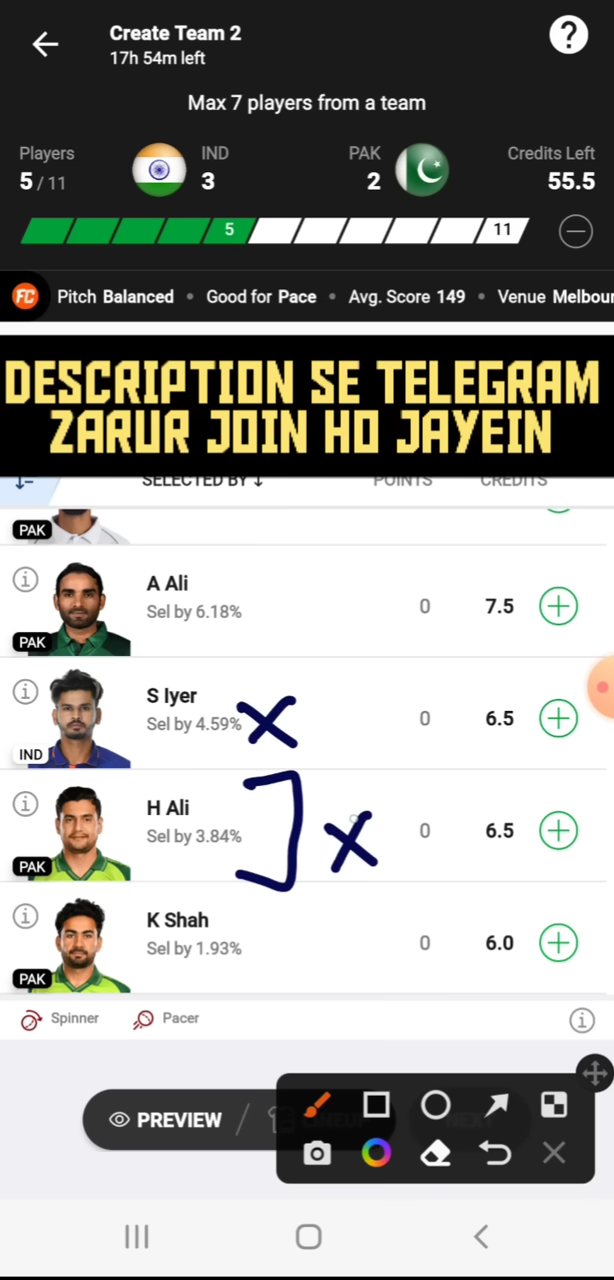 Create Team 2
17h 54m left
?
Max 7 players from a team
Players IND PAK Credits Left
5 / 11 3 2 55.5
5 11
FC Pitch Balanced • Good for Pace • Avg. Score 149 • Venue Melbour
DESCRIPTION SE TELEGRAM
ZARUR JOIN HO JAYEIN
SELECTED BY ↓ POINTS CREDITS
PAK
A Ali
Sel by 6.18% 0 7.5
PAK
S Iyer
Sel by 4.59% X 0 6.5
IND
H Ali
Sel by 3.84% ] X 0 6.5
PAK
K Shah
Sel by 1.93% 0 6.0
PAK
Spinner Pacer
PREVIEW /